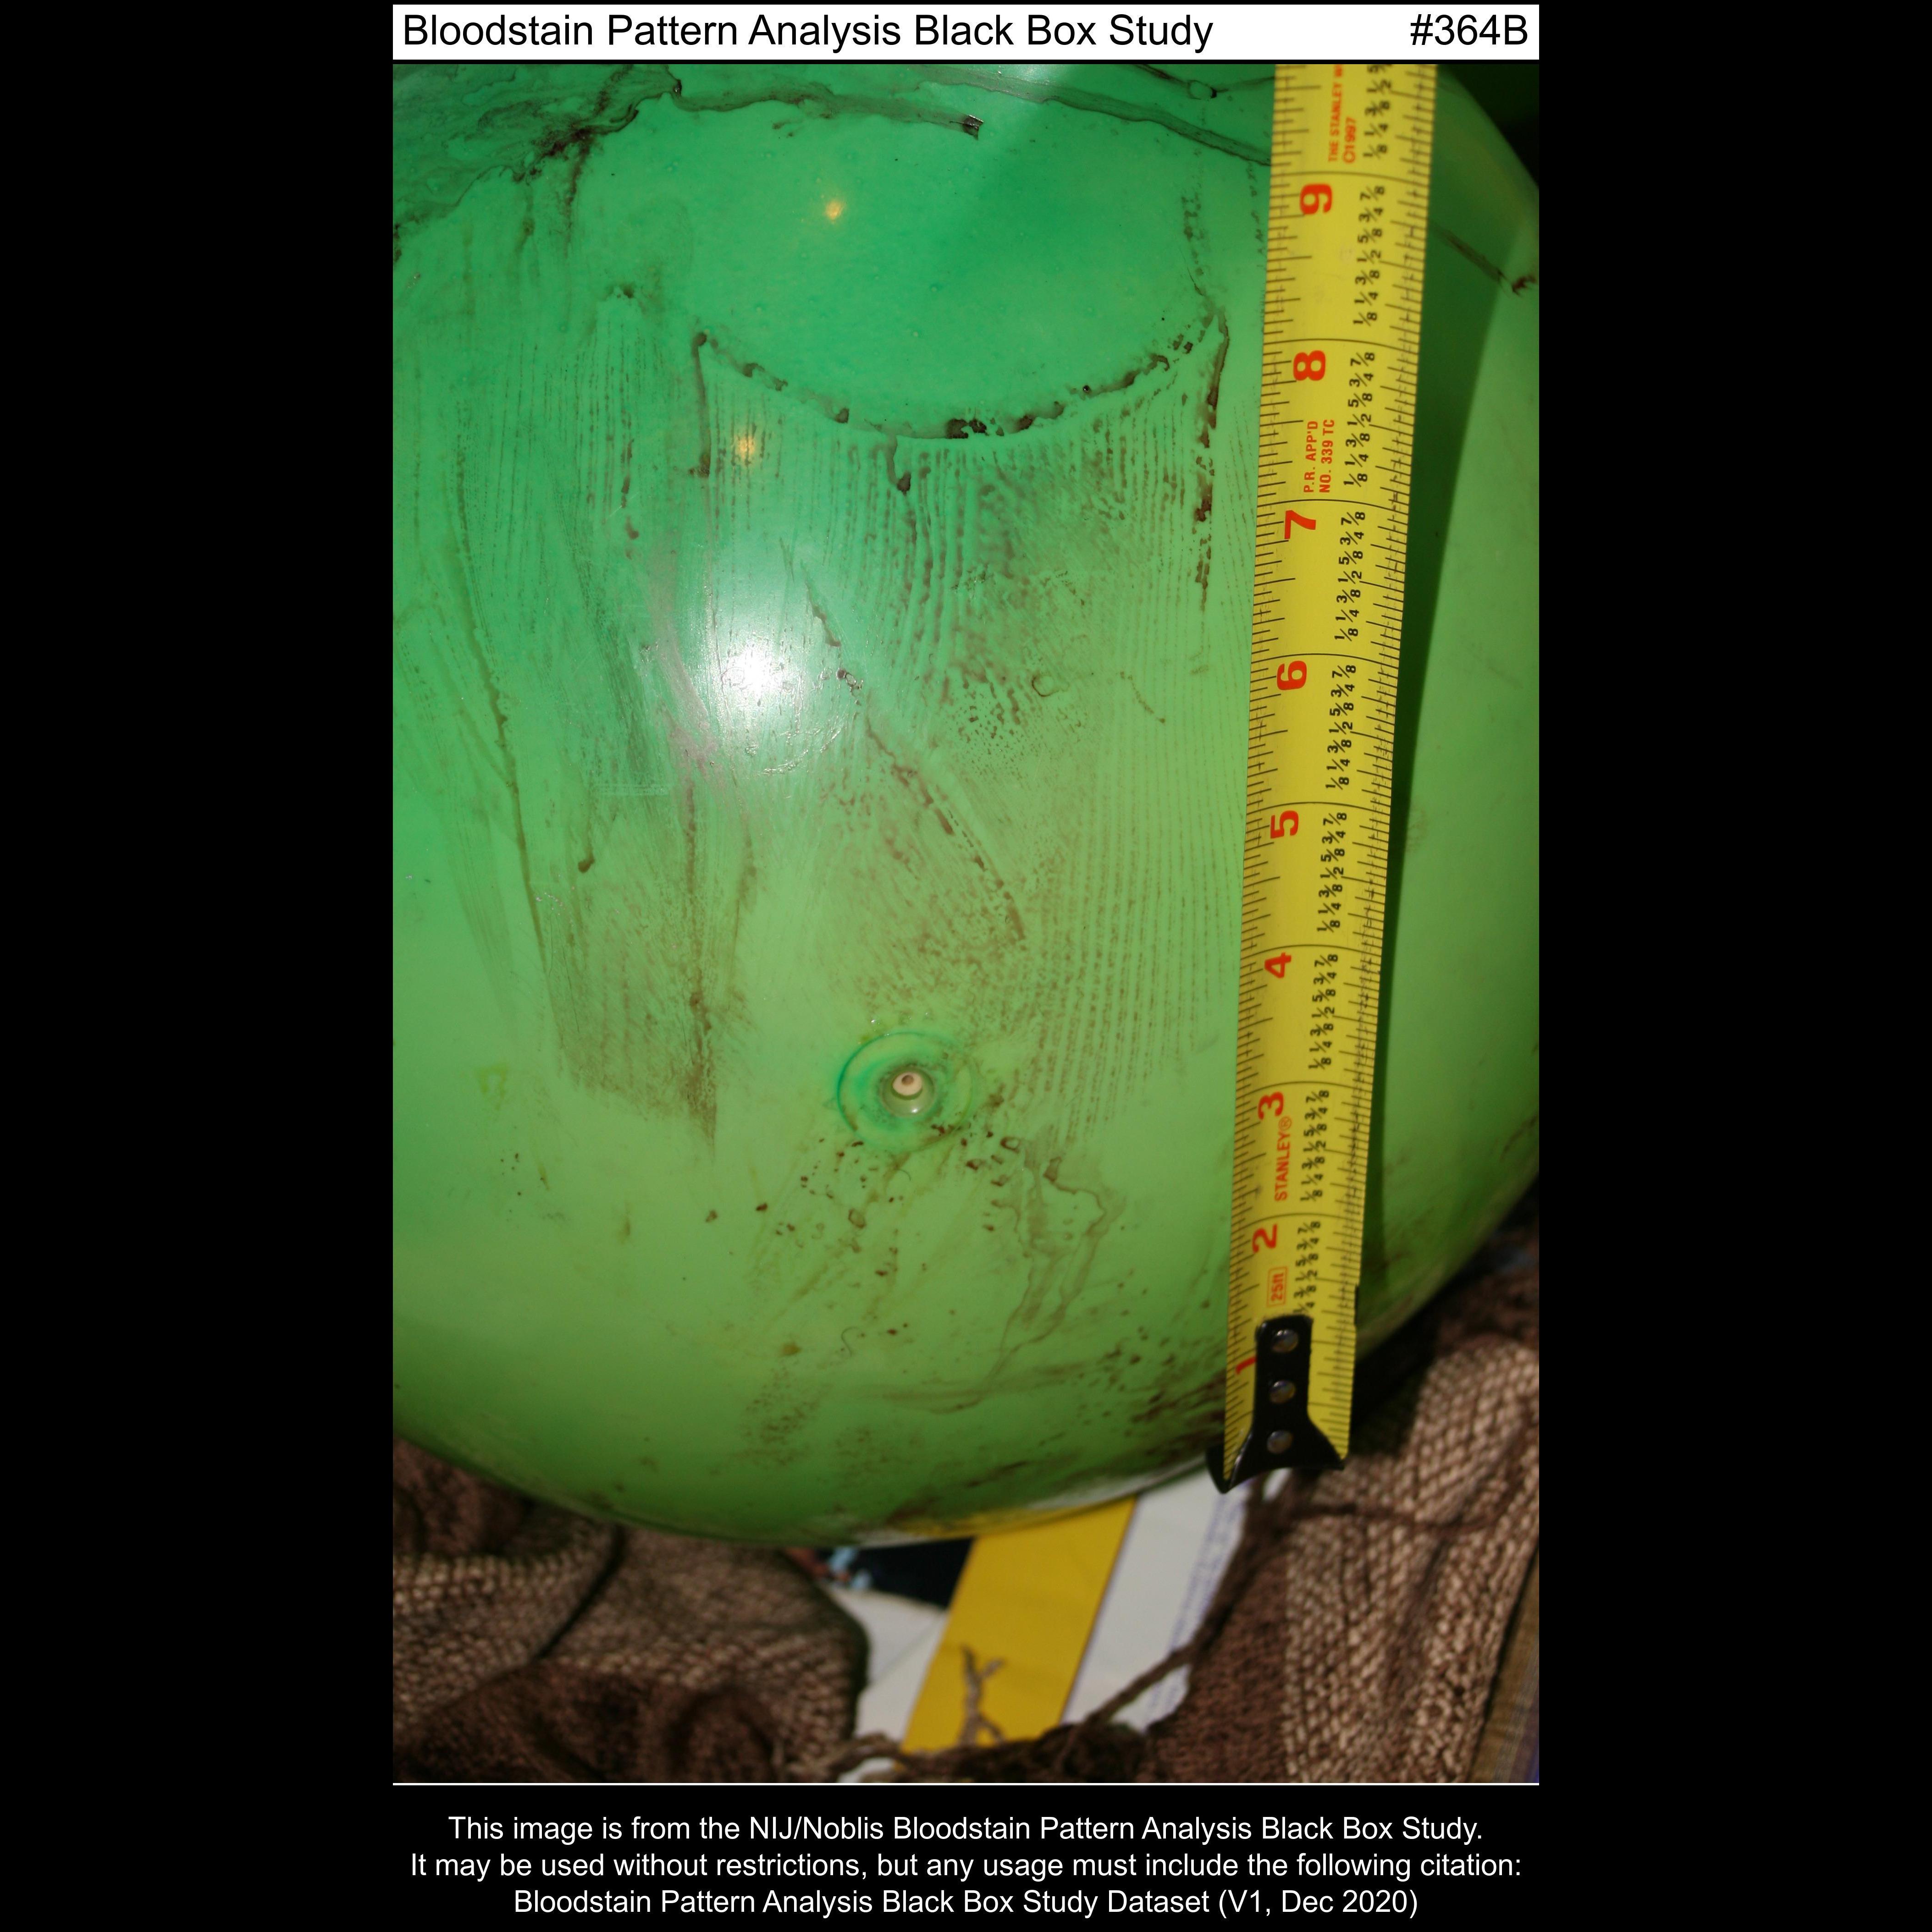 Bloodstain Pattern Analysis Black Box Study #364B
THE STANLEY W
C1997
9
8
P.R. APP'D
NO. 339 TC
7
6
5
4
3
STANLEY®
2
25ft
1
This image is from the NIJ/Noblis Bloodstain Pattern Analysis Black Box Study.
It may be used without restrictions, but any usage must include the following citation:
Bloodstain Pattern Analysis Black Box Study Dataset (V1, Dec 2020)